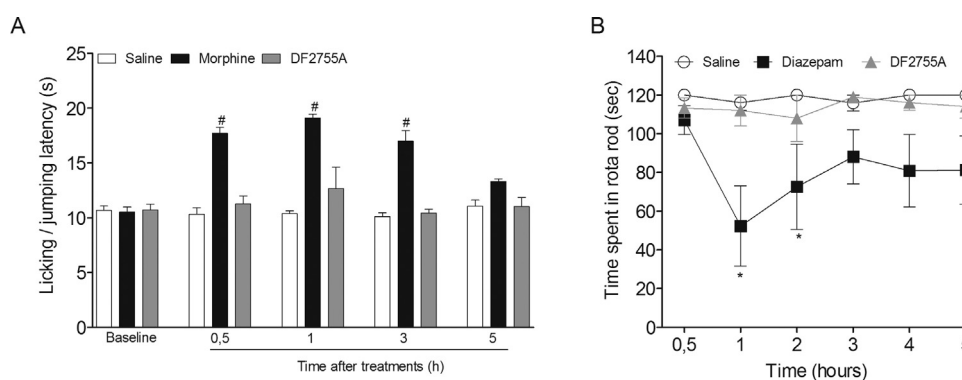 A
Saline Morphine DF2755A
Licking / jumping latency (s)
25
20
15
10
5
0
# # #
Baseline 0,5 1 3 5
Time after treatments (h)
B
Saline Diazepam DF2755A
Time spent in rota rod (sec)
140
120
100
80
60
40
20
0
*
*
0,5 1 2 3 4 5
Time (hours)